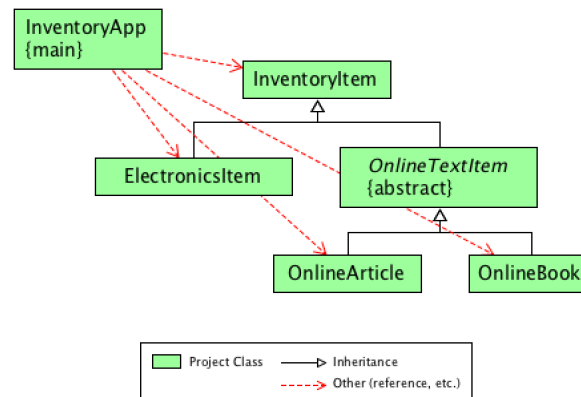 InventoryApp
{main}
InventoryItem
ElectronicsItem
OnlineTextItem
{abstract}
OnlineArticle
OnlineBook
Project Class
Inheritance
Other (reference, etc.)